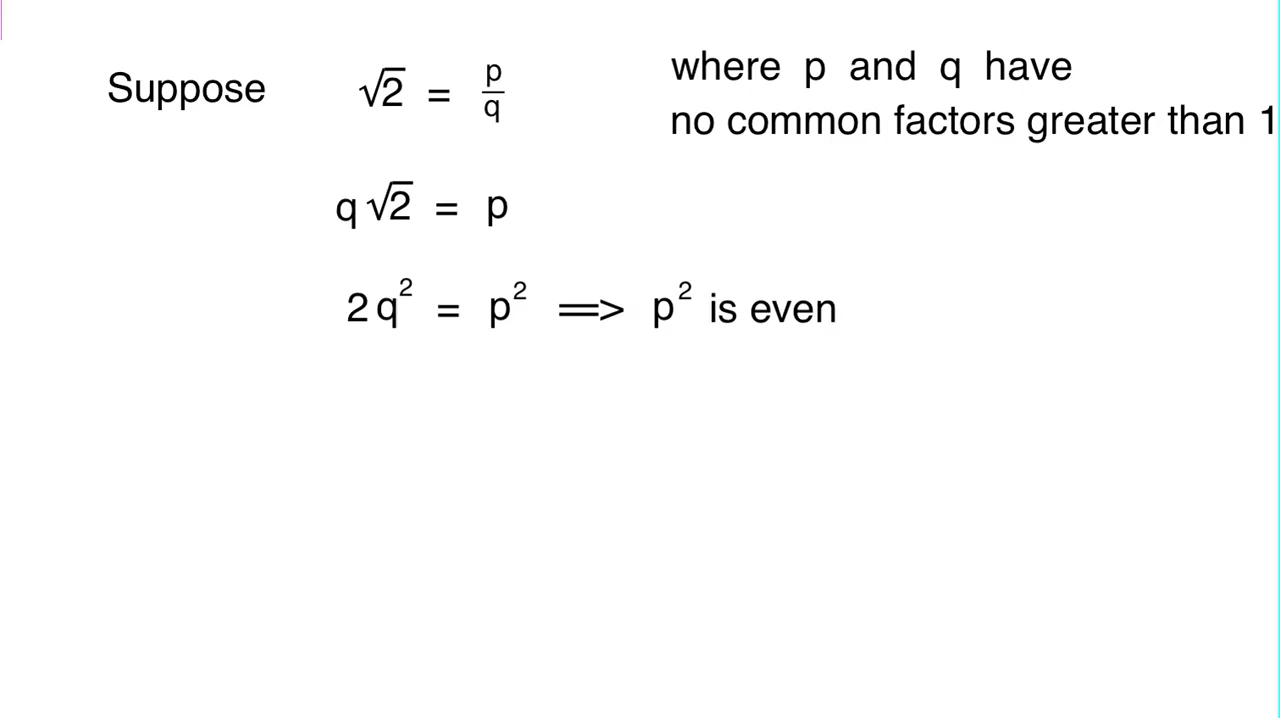 Suppose √2 = p/q where p and q have
no common factors greater than 1
q√2 = p
2q² = p² ==> p² is even